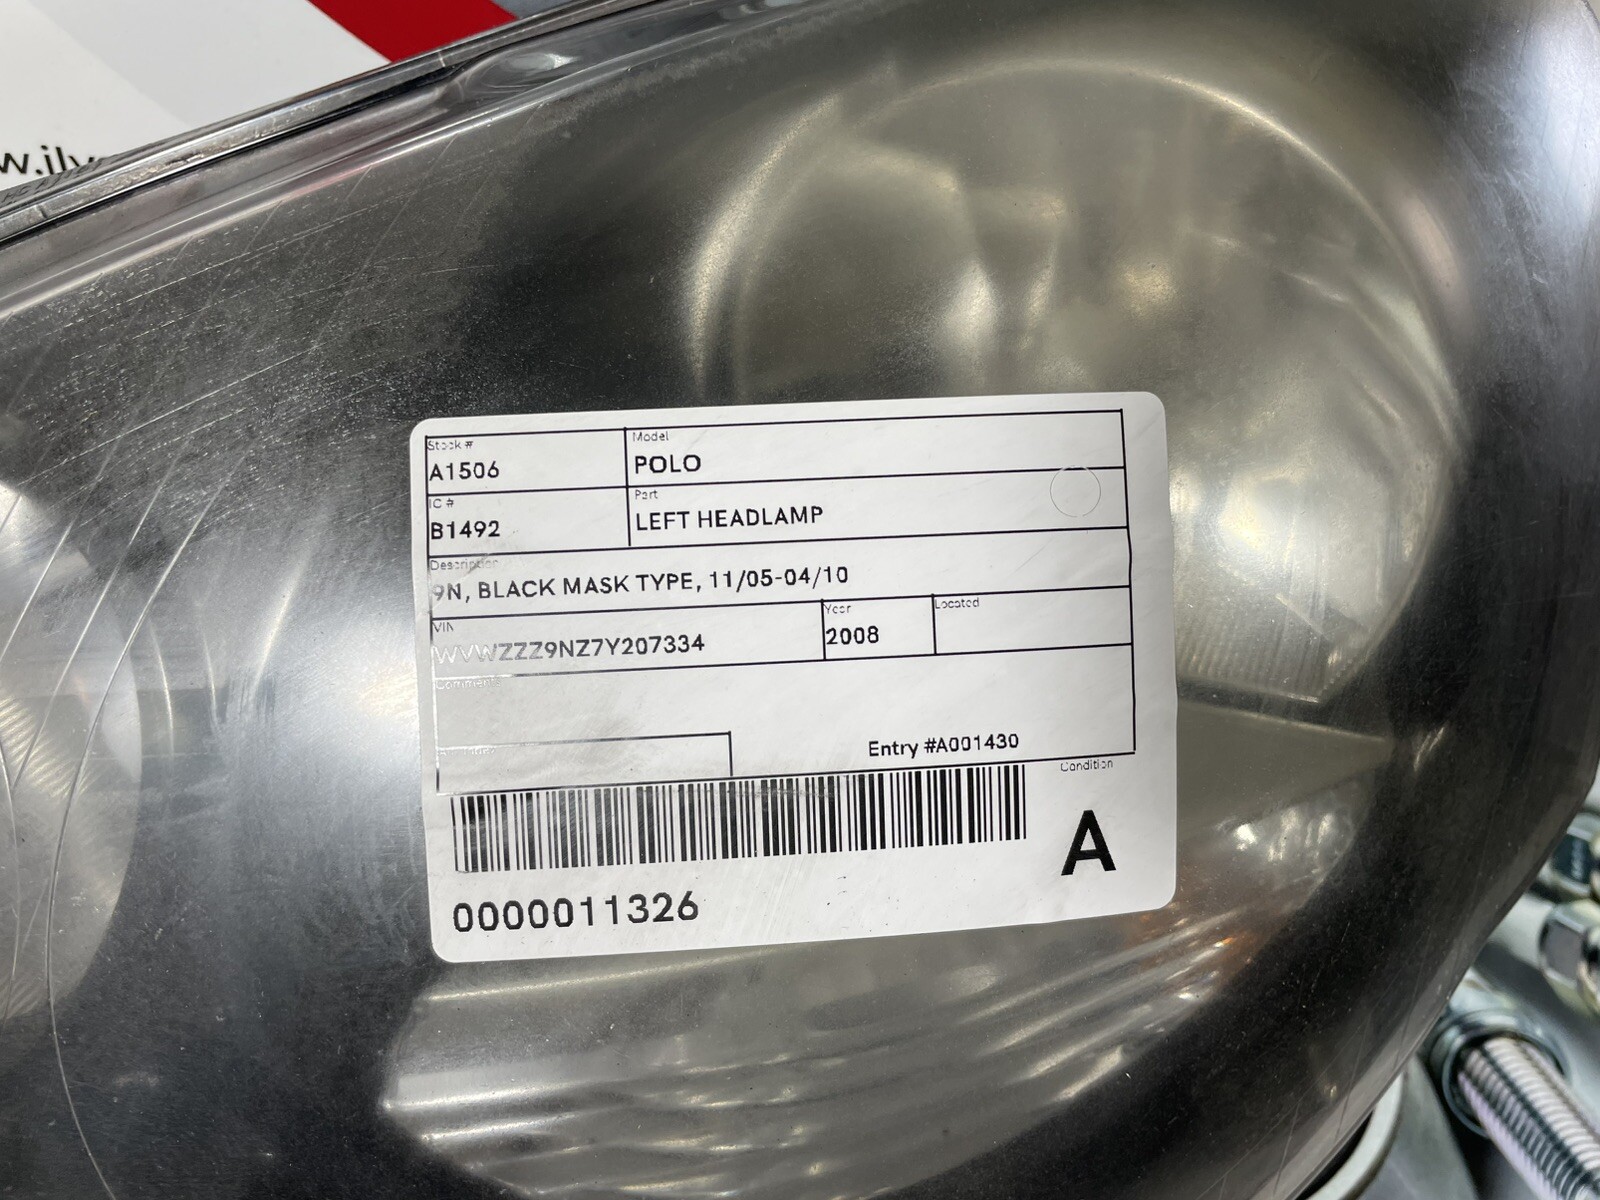 w.ilv
Stock # Model
A1506 POLO
IC # Part
B1492 LEFT HEADLAMP
Description
9N, BLACK MASK TYPE, 11/05-04/10
VIN Year Located
WVWZZZ9NZ7Y207334 2008
Comments
Entry #A001430
Condition
A
0000011326